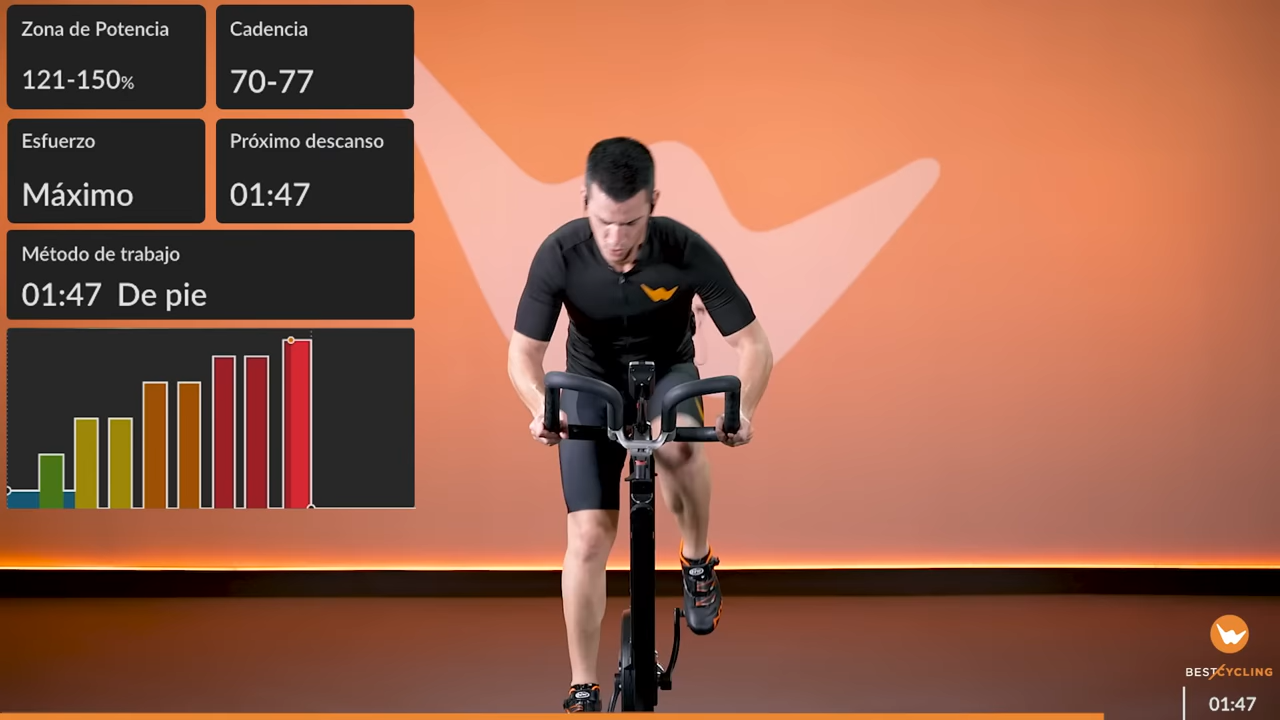 Zona de Potencia
121-150%
Cadencia
70-77
Esfuerzo
Máximo
Próximo descanso
01:47
Método de trabajo
01:47 De pie
BESTCYCLING
01:47